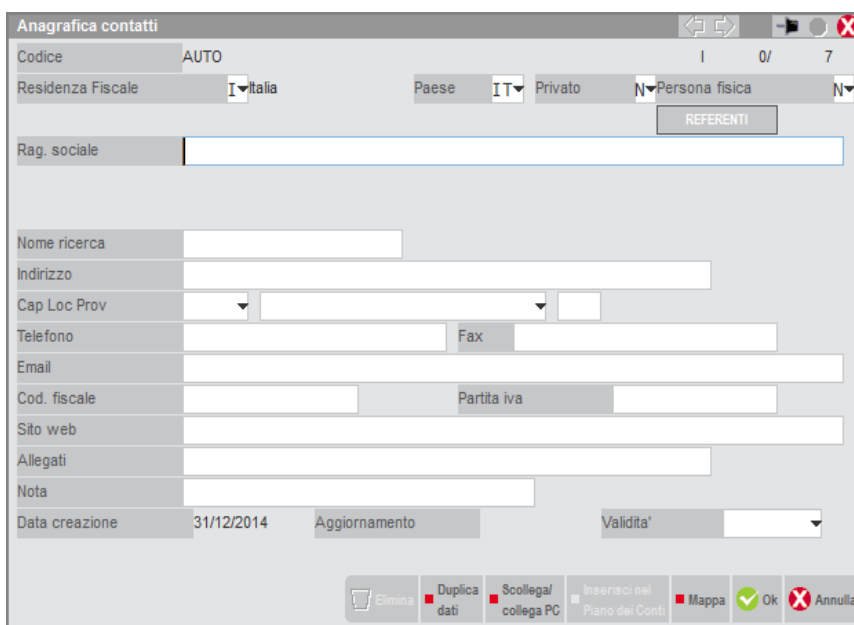 Anagrafica contatti
Codice AUTO I 0/ 7
Residenza Fiscale I Italia Paese IT Privato N Persona fisica N
REFERENTI
Rag. sociale
Nome ricerca
Indirizzo
Cap Loc Prov
Telefono Fax
Email
Cod. fiscale Partita iva
Sito web
Allegati
Nota
Data creazione 31/12/2014 Aggiornamento Validita'
Elimina Duplica dati Scollega/ collega PC Inserisci nel Piano dei Conti Mappa Ok Annulla